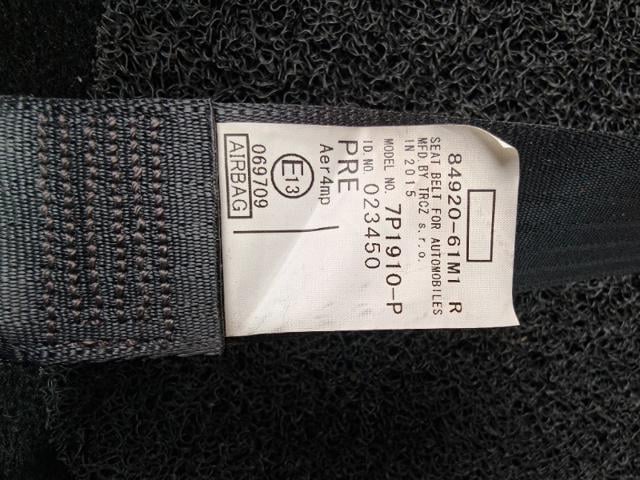 84920-61M1 R
SEAT BELT FOR AUTOMOBILES
MFD BY TRCZ s.r.o.
IN 2015
MODEL NO. 7P1910-P
ID.NO. 023450
PRE
Aer4mp
E13
069709
AIRBAG